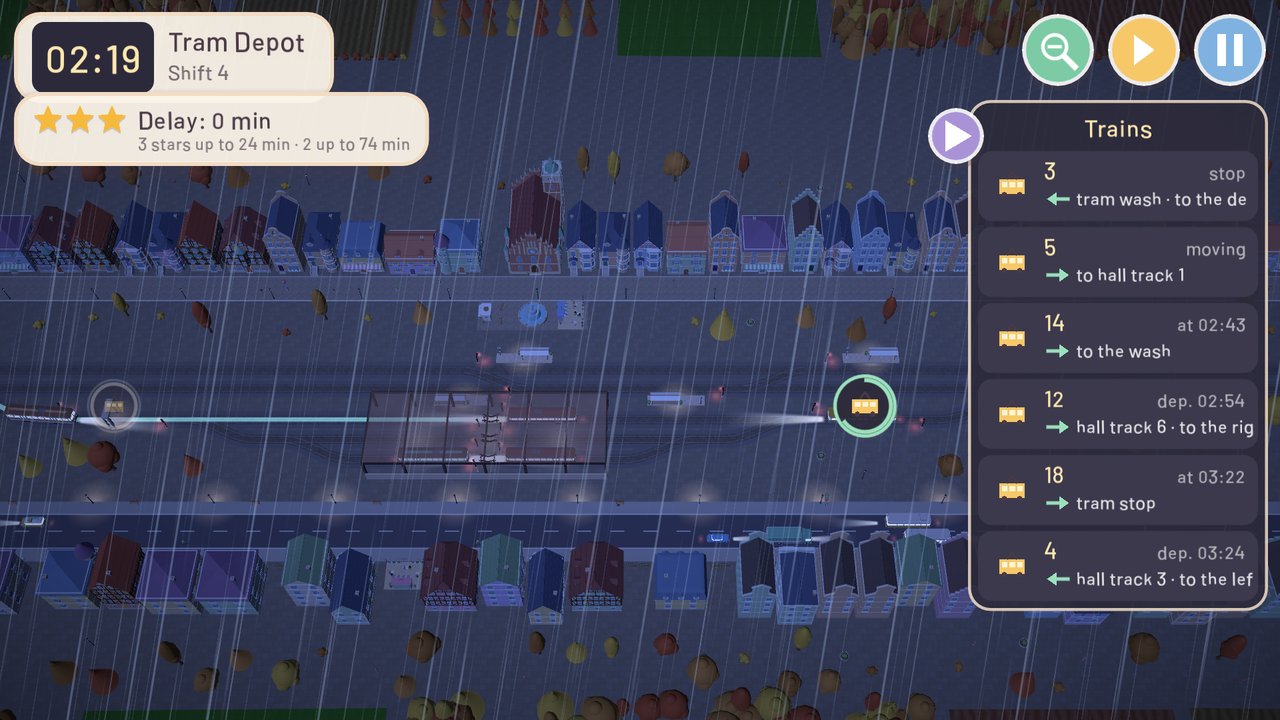 02:19
Tram Depot
Shift 4
Delay: 0 min
3 stars up to 24 min · 2 up to 74 min
Trains
3
stop
tram wash · to the de
5
moving
to hall track 1
14
at 02:43
to the wash
12
dep. 02:54
hall track 6 · to the rig
18
at 03:22
tram stop
4
dep. 03:24
hall track 3 · to the lef